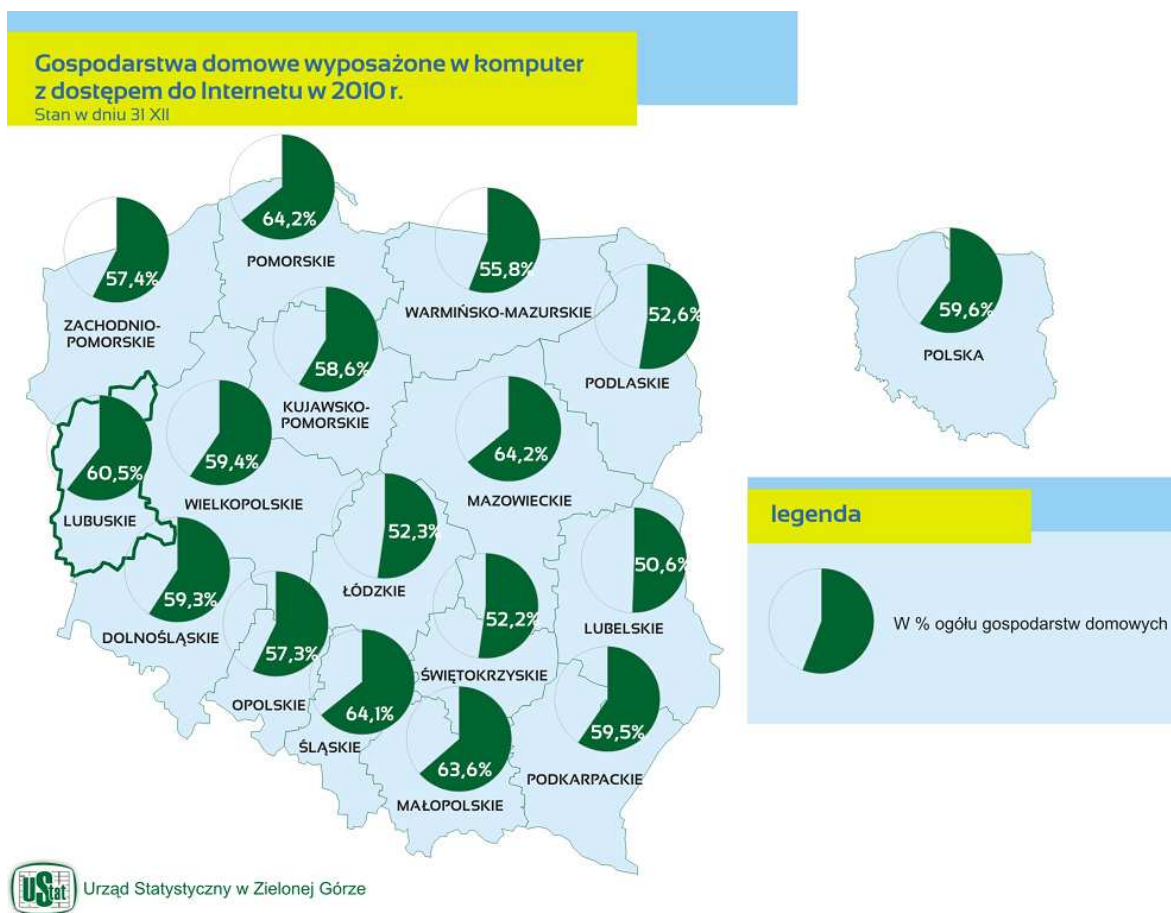 Gospodarstwa domowe wyposażone w komputer
z dostępem do Internetu w 2010 r.
Stan w dniu 31 XII
64,2%
POMORSKIE
57,4%
ZACHODNIO-
POMORSKIE
55,8%
WARMIŃSKO-MAZURSKIE
52,6%
PODLASKIE
58,6%
KUJAWSKO-
POMORSKIE
60,5%
LUBUSKIE
59,4%
WIELKOPOLSKIE
64,2%
MAZOWIECKIE
52,3%
ŁÓDZKIE
50,6%
LUBELSKIE
59,3%
DOLNOŚLĄSKIE
57,3%
OPOLSKIE
52,2%
ŚWIĘTOKRZYSKIE
64,1%
ŚLĄSKIE
63,6%
MAŁOPOLSKIE
59,5%
PODKARPACKIE
59,6%
POLSKA
legenda
W % ogółu gospodarstw domowych
UStat
Urząd Statystyczny w Zielonej Górze